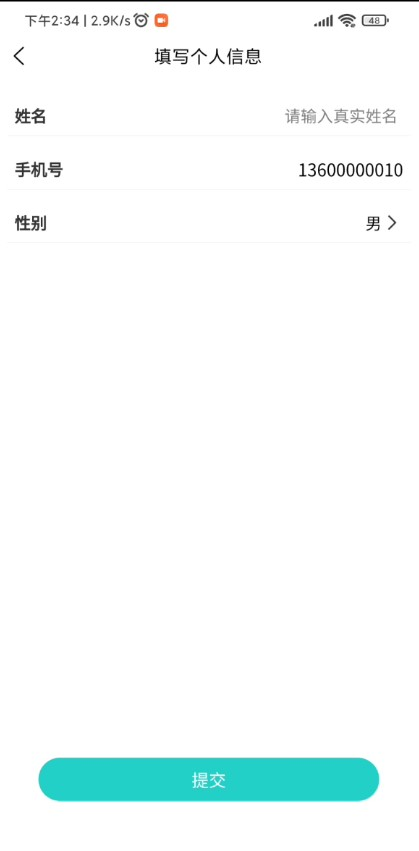 下午2:34 | 2.9K/s
48
填写个人信息
姓名 请输入真实姓名
手机号 13600000010
性别 男
提交